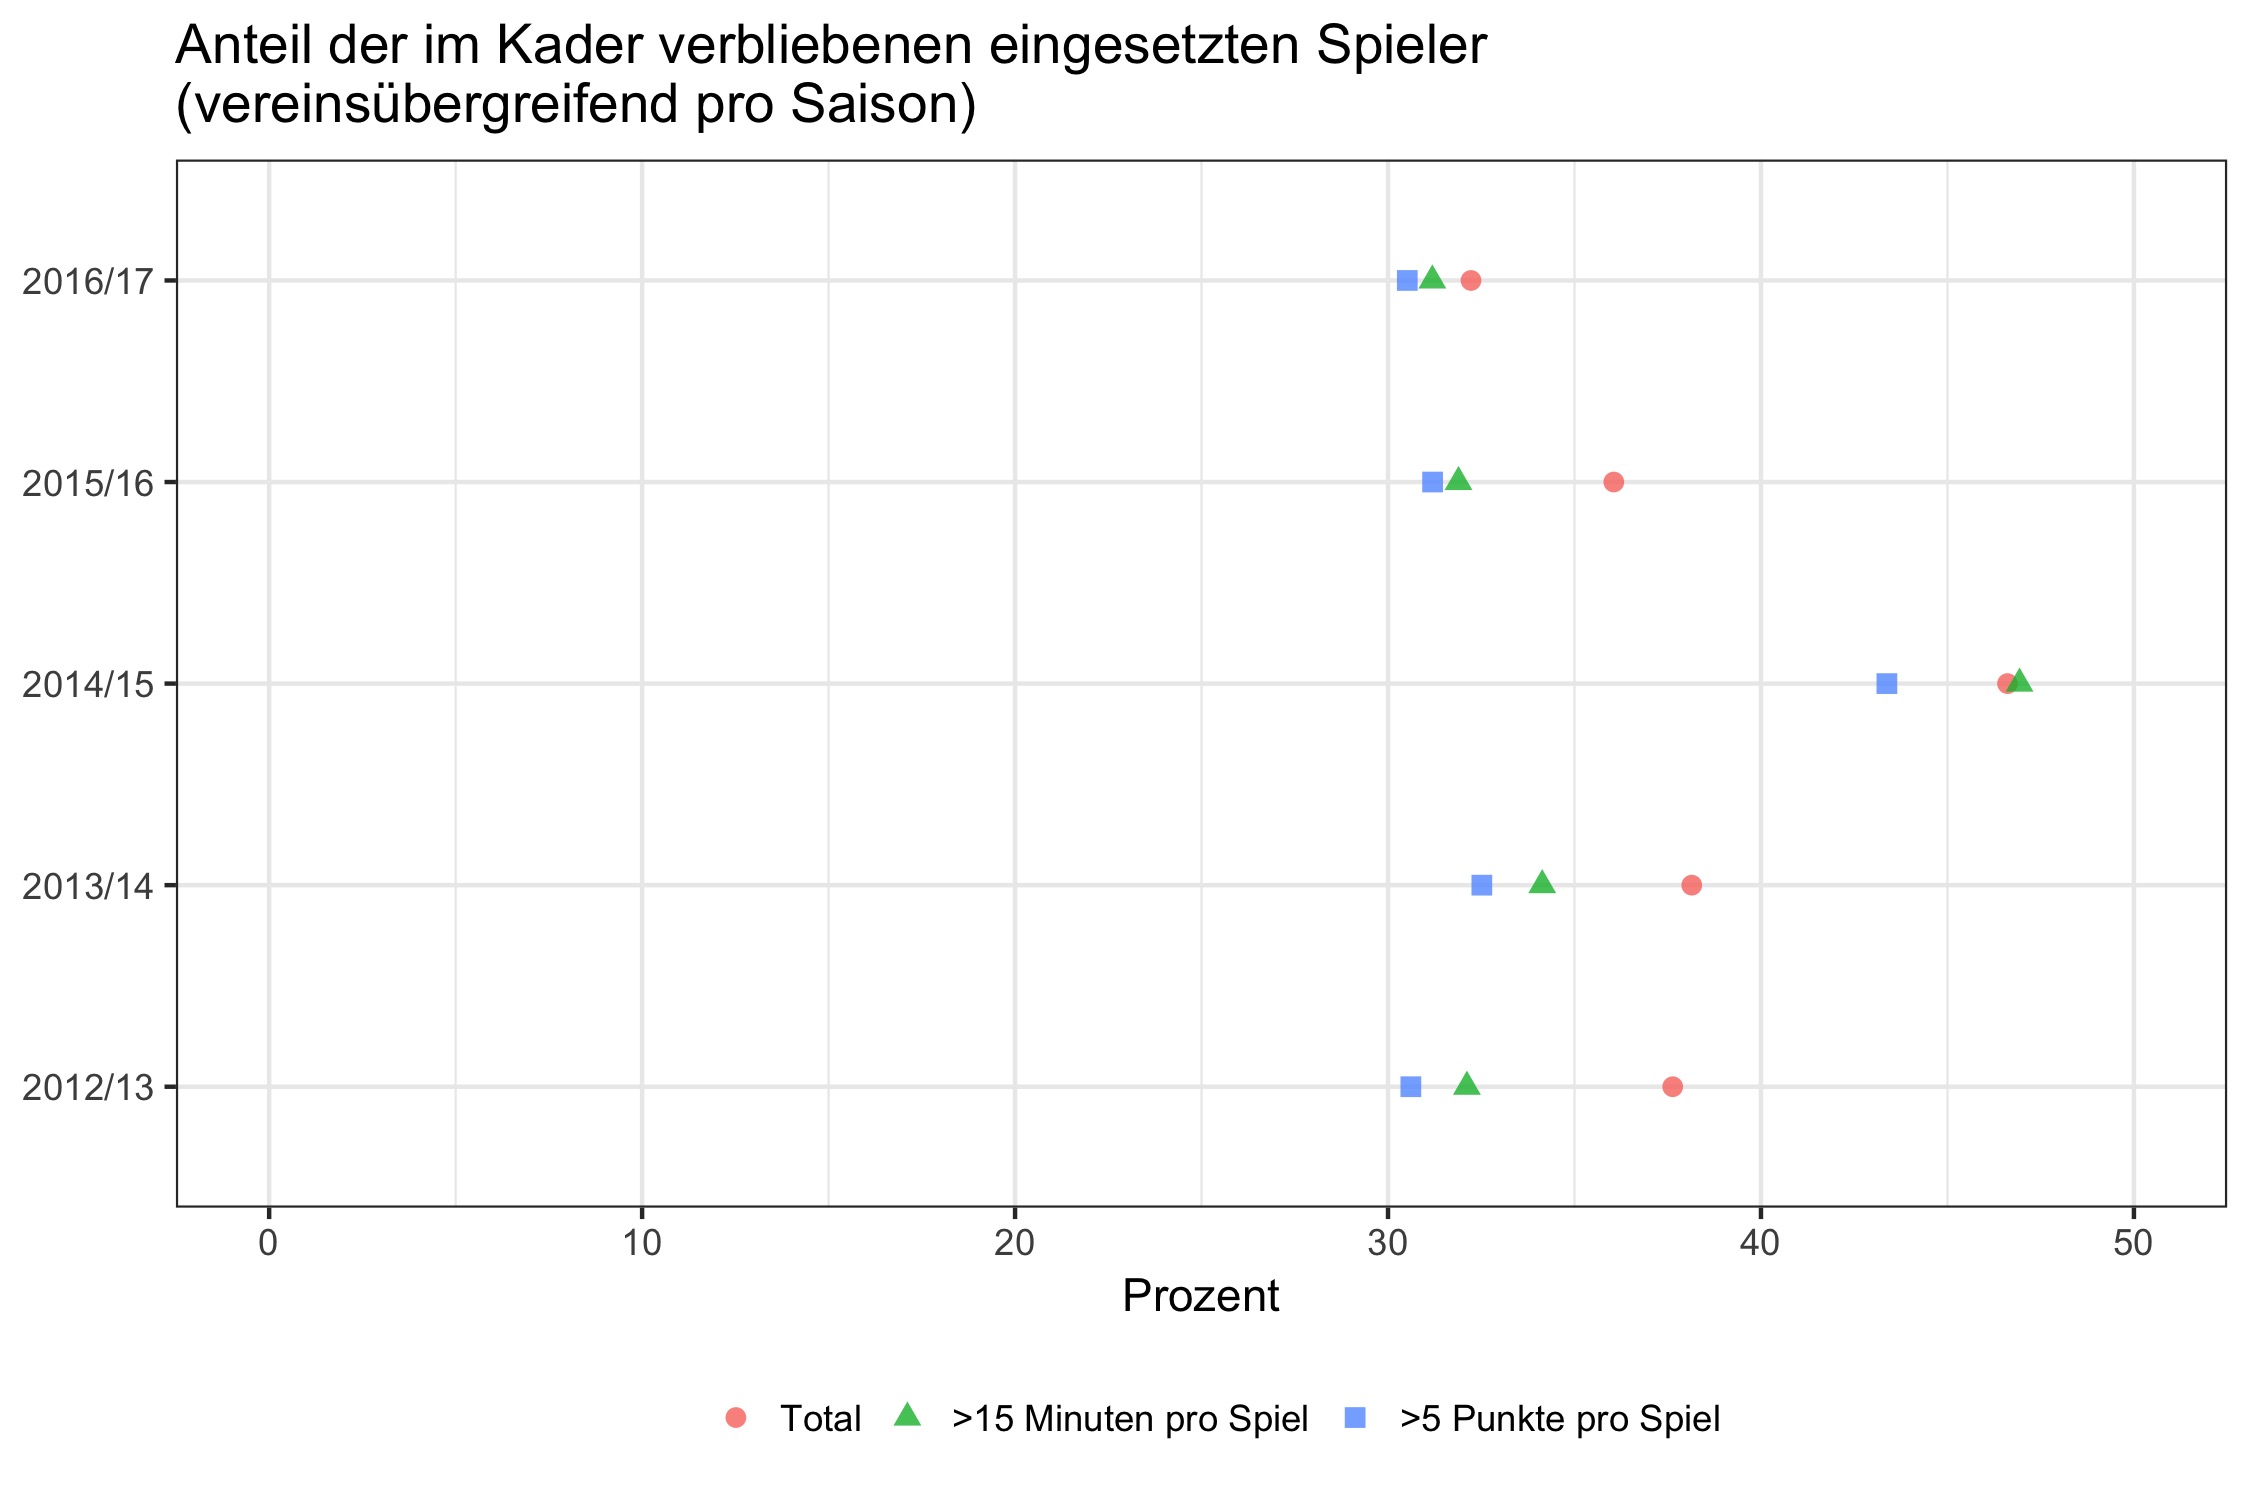 Anteil der im Kader verbliebenen eingesetzten Spieler
(vereinsübergreifend pro Saison)
2016/17
2015/16
2014/15
2013/14
2012/13
0 10 20 30 40 50
Prozent
Total >15 Minuten pro Spiel >5 Punkte pro Spiel